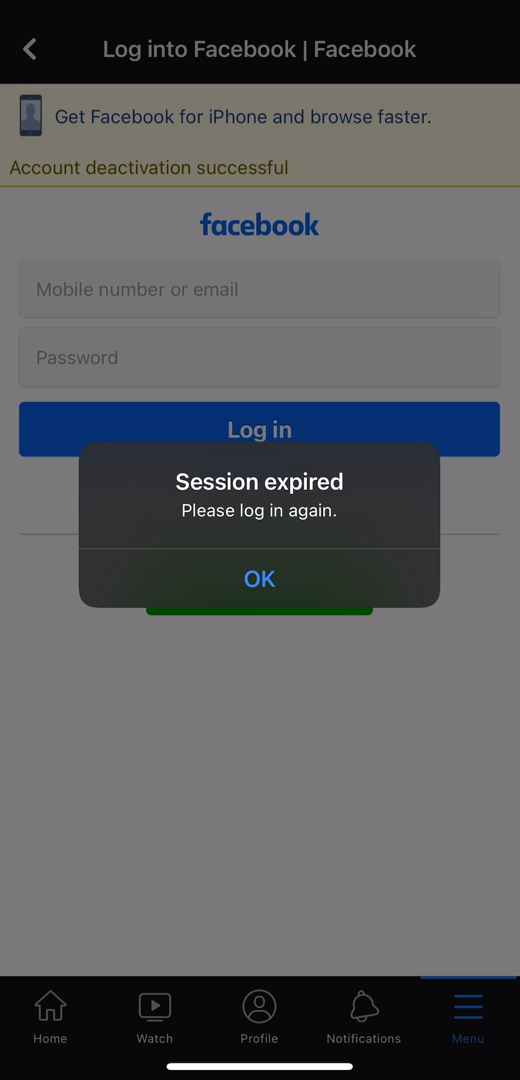 Log into Facebook | Facebook
Get Facebook for iPhone and browse faster.
Account deactivation successful
facebook
Mobile number or email
Password
Log in
Session expired
Please log in again.
OK
Home
Watch
Profile
Notifications
Menu